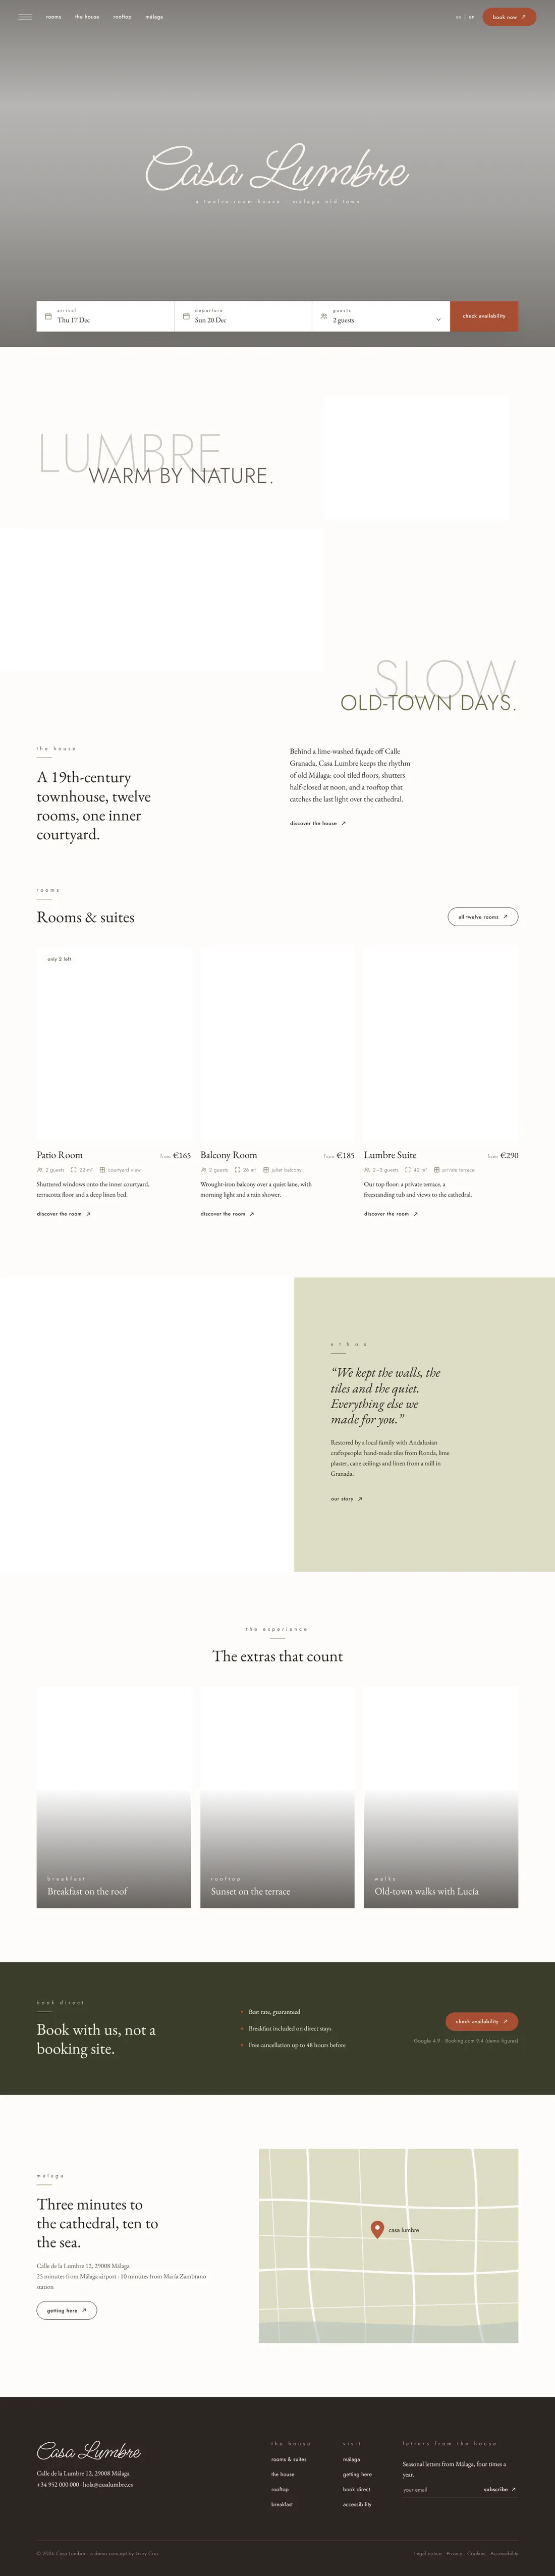 rooms the house rooftop málaga
es | en
book now
Casa Lumbre
a twelve-room house · málaga old town
arrival
Thu 17 Dec
departure
Sun 20 Dec
guests
2 guests
check availability
LUMBRE
WARM BY NATURE.
SLOW
OLD-TOWN DAYS.
the house
A 19th-century
townhouse, twelve
rooms, one inner
courtyard.
Behind a lime-washed façade off Calle
Granada, Casa Lumbre keeps the rhythm
of old Málaga: cool tiled floors, shutters
half-closed at noon, and a rooftop that
catches the last light over the cathedral.
discover the house
rooms
Rooms & suites
all twelve rooms
only 2 left
Patio Room
from €165
2 guests 22 m² courtyard view
Shuttered windows onto the inner courtyard,
terracotta floor and a deep linen bed.
discover the room
Balcony Room
from €185
2 guests 26 m² juliet balcony
Wrought-iron balcony over a quiet lane, with
morning light and a rain shower.
discover the room
Lumbre Suite
from €290
2–3 guests 42 m² private terrace
Our top floor: a private terrace, a
freestanding tub and views to the cathedral.
discover the room
ethos
“We kept the walls, the
tiles and the quiet.
Everything else we
made for you.”
Restored by a local family with Andalusian
craftspeople: hand-made tiles from Ronda, lime
plaster, cane ceilings and linen from a mill in
Granada.
our story
the experience
The extras that count
breakfast
Breakfast on the roof
rooftop
Sunset on the terrace
walks
Old-town walks with Lucía
book direct
Book with us, not a
booking site.
Best rate, guaranteed
Breakfast included on direct stays
Free cancellation up to 48 hours before
check availability
Google 4.9 · Booking.com 9.4 (demo figures)
málaga
Three minutes to
the cathedral, ten to
the sea.
Calle de la Lumbre 12, 29008 Málaga
25 minutes from Málaga airport · 10 minutes from María Zambrano
station
getting here
casa lumbre
Casa Lumbre
Calle de la Lumbre 12, 29008 Málaga
+34 952 000 000 · hola@casalumbre.es
the house
rooms & suites
the house
rooftop
breakfast
visit
málaga
getting here
book direct
accessibility
letters from the house
Seasonal letters from Málaga, four times a
year.
your email
subscribe
© 2026 Casa Lumbre · a demo concept by Lizzy Cruz
Legal notice · Privacy · Cookies · Accessibility